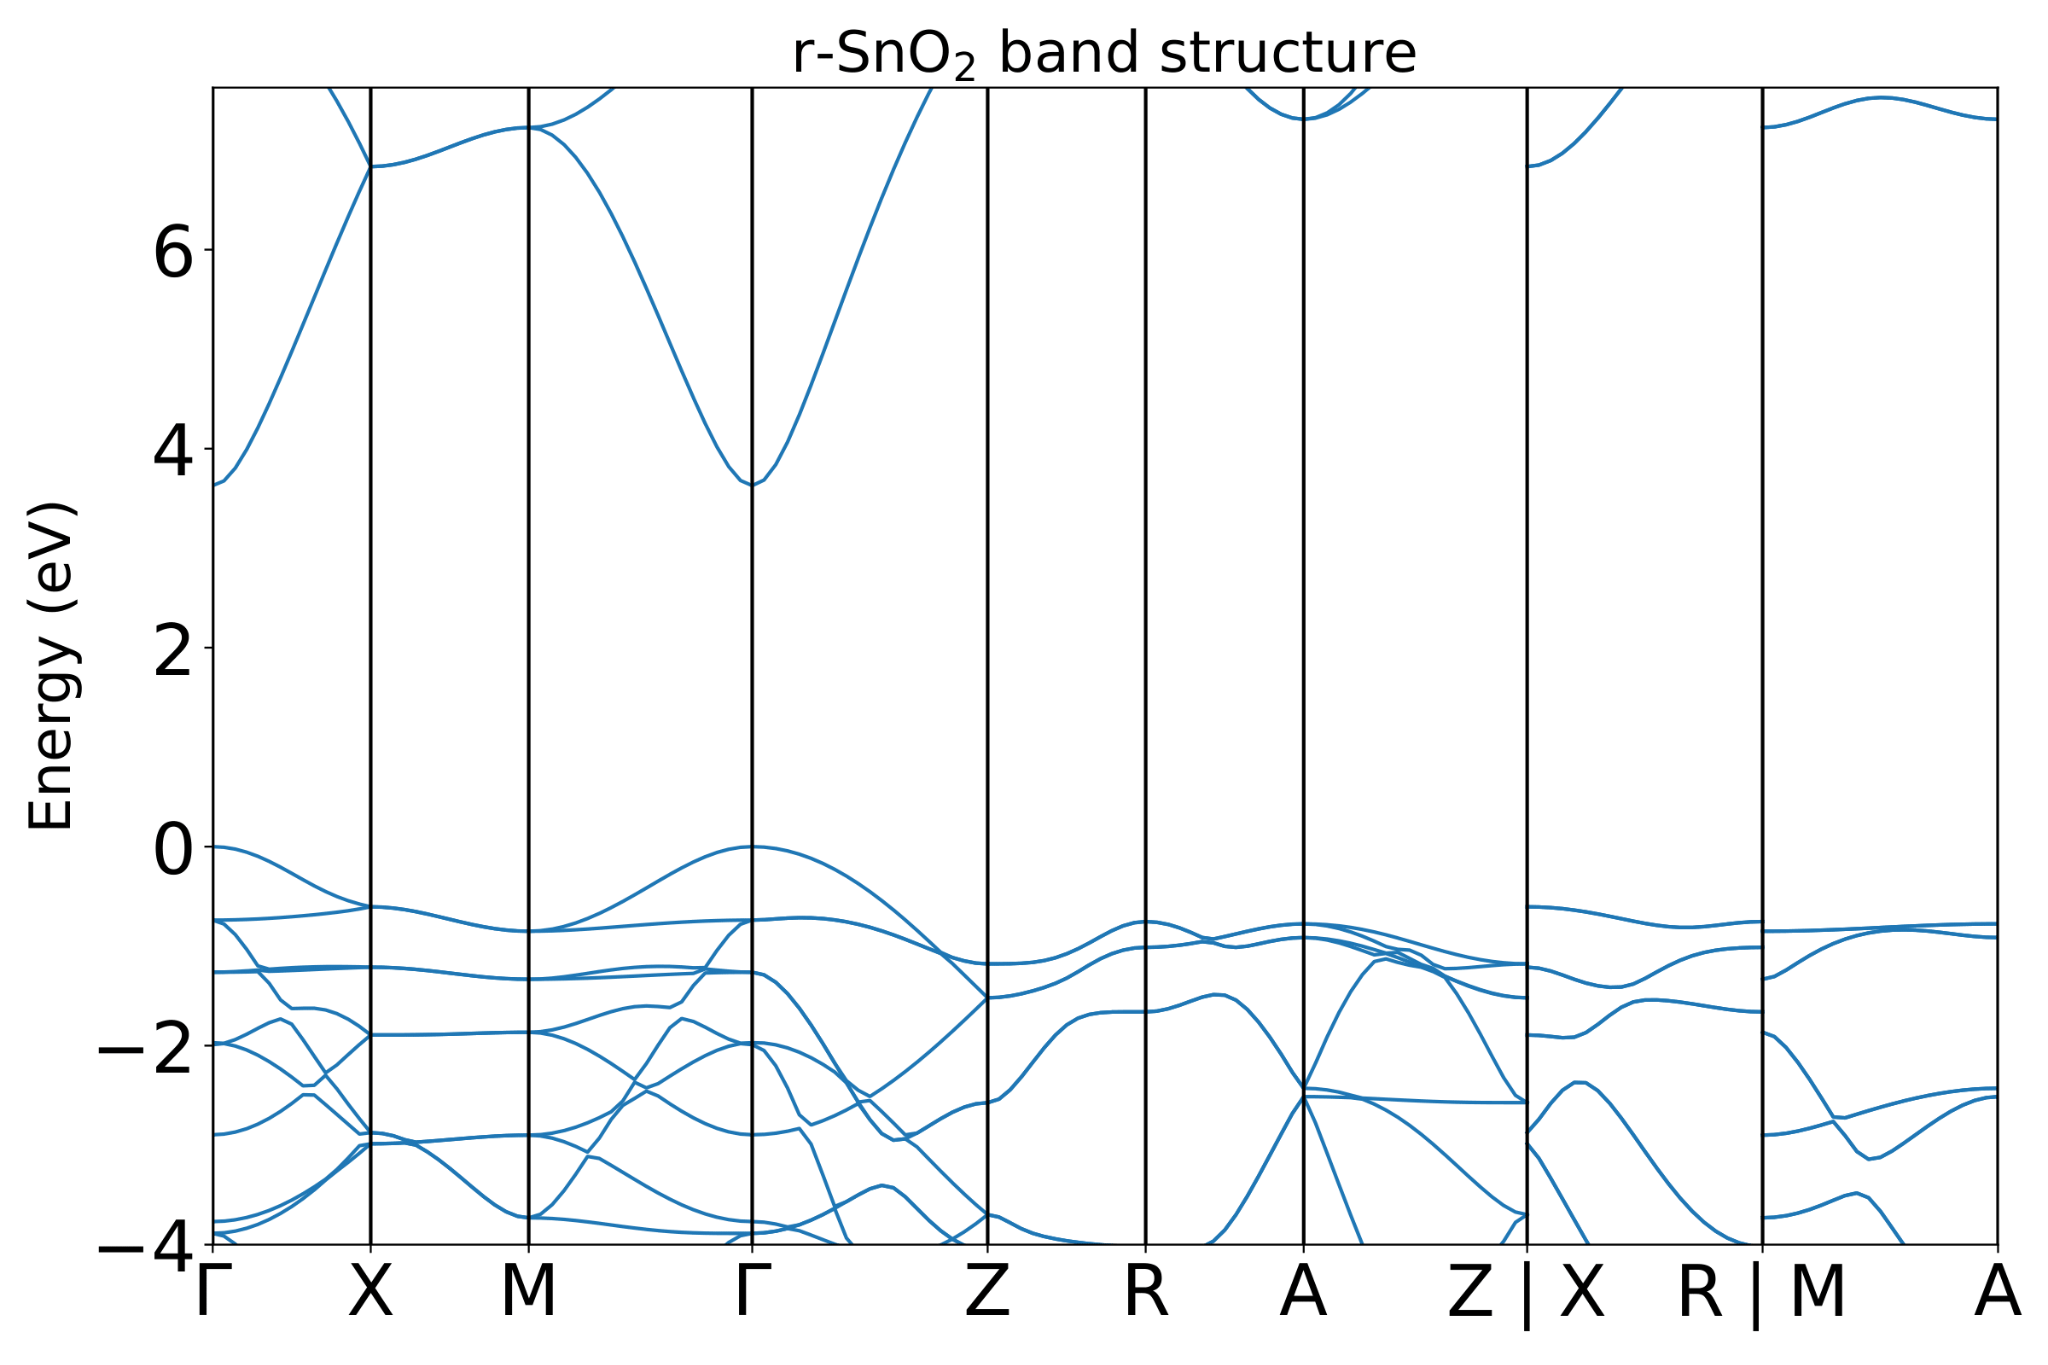 r-SnO₂ band structure
Energy (eV)
6
4
2
0
−2
−4
Γ X M Γ Z R A Z | X R | M A